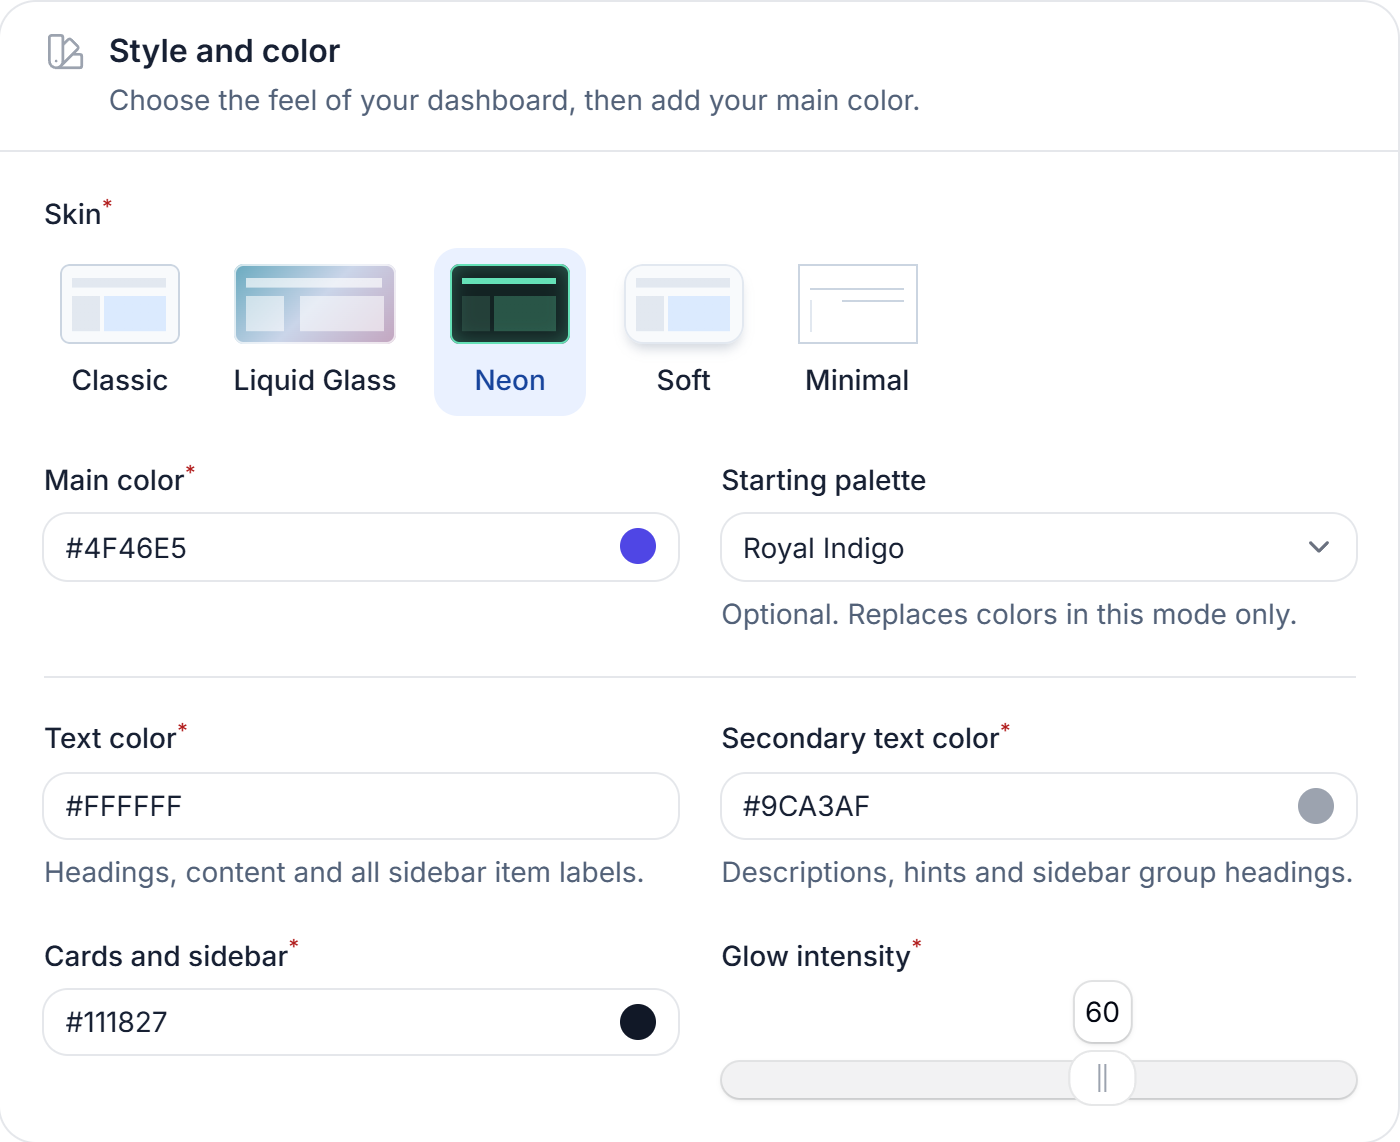 Style and color
Choose the feel of your dashboard, then add your main color.
Skin*
Classic
Liquid Glass
Neon
Soft
Minimal
Main color*
#4F46E5
Starting palette
Royal Indigo
Optional. Replaces colors in this mode only.
Text color*
#FFFFFF
Headings, content and all sidebar item labels.
Secondary text color*
#9CA3AF
Descriptions, hints and sidebar group headings.
Cards and sidebar*
#111827
Glow intensity*
60